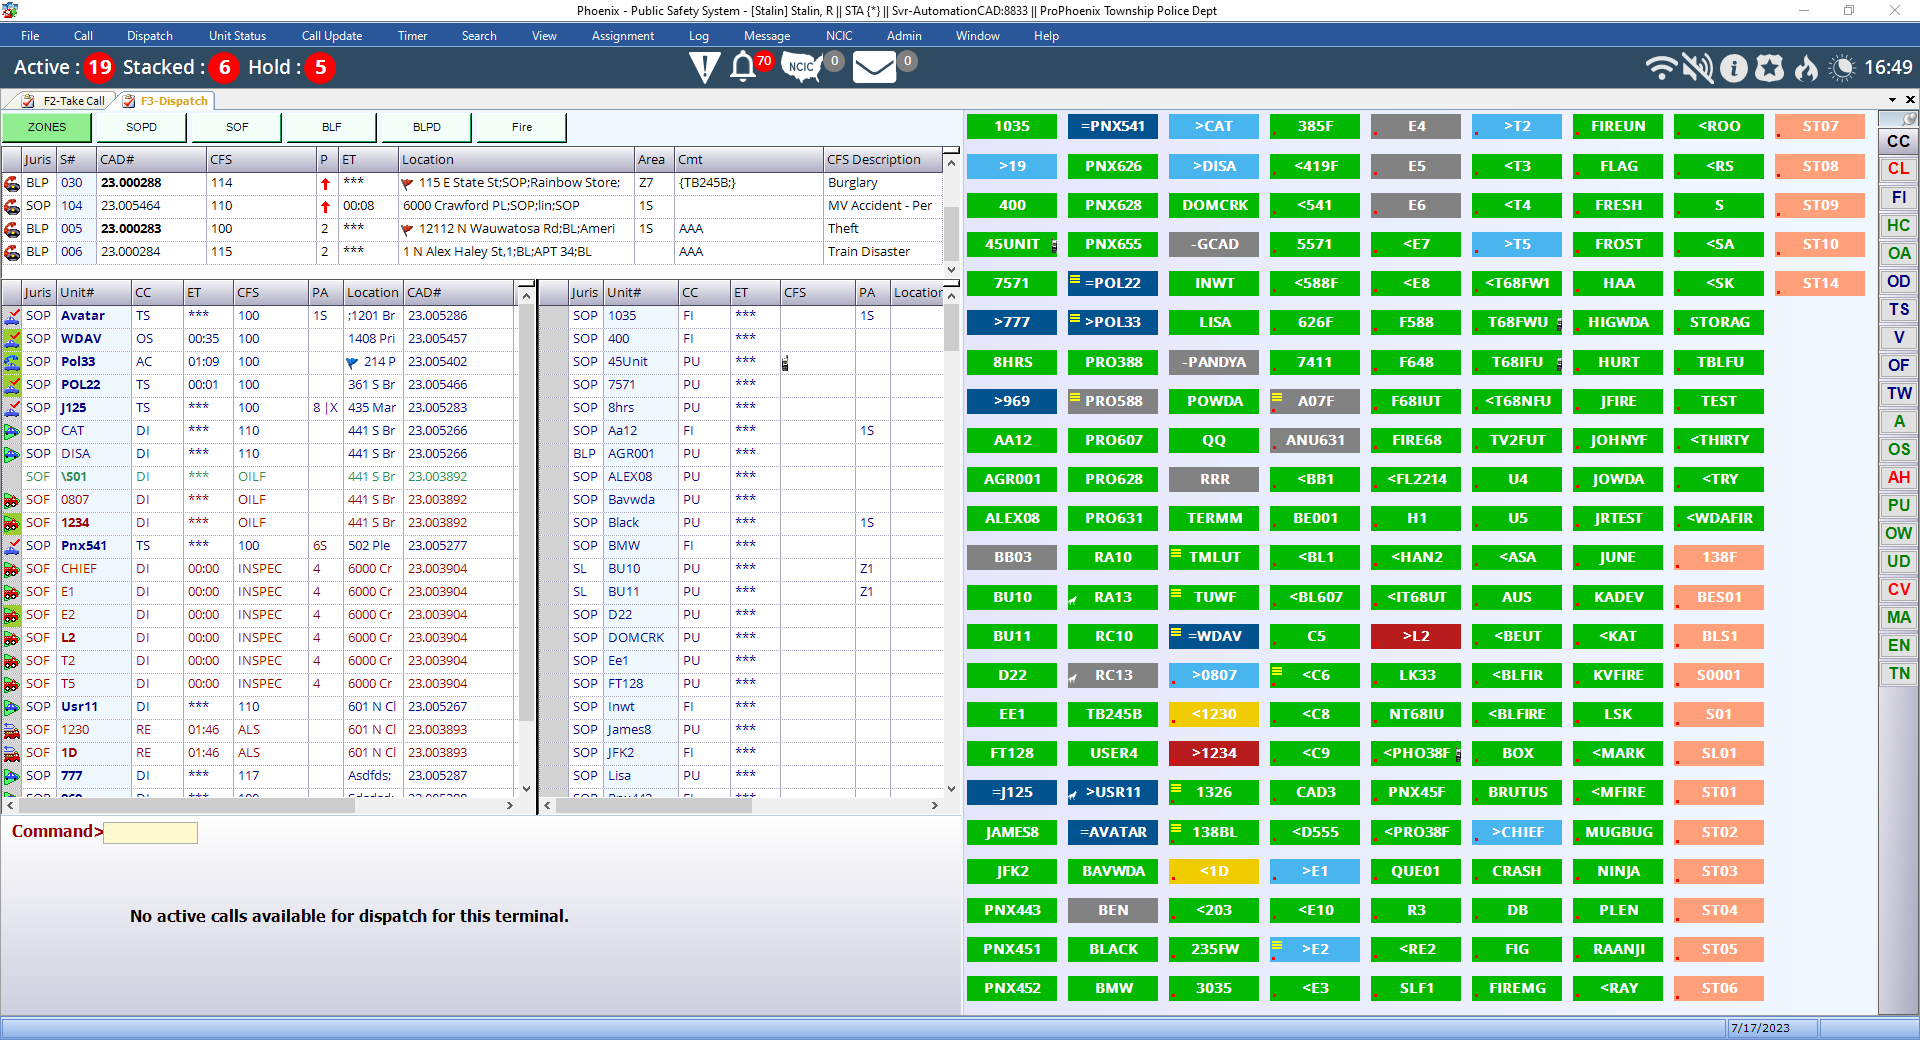 Phoenix - Public Safety System - [Stalin] Stalin, R || STA {*} || Svr-AutomationCAD:8833 || ProPhoenix Township Police Dept
File Call Dispatch Unit Status Call Update Timer Search View Assignment Log Message NCIC Admin Window Help
Active : 19 Stacked : 6 Hold : 5 70 NCIC 0 0 16:49
F2-Take Call F3-Dispatch
ZONES SOPD SOF BLF BLPD Fire
Juris S# CAD# CFS P ET Location Area Cmt CFS Description
BLP 030 23.000288 114 *** 115 E State St;SOP;Rainbow Store; Z7 {TB245B;} Burglary
SOP 104 23.005464 110 00:08 6000 Crawford PL;SOP;lin;SOP 1S MV Accident - Per
BLP 005 23.000283 100 2 *** 12112 N Wauwatosa Rd;BL;Ameri 1S AAA Theft
BLP 006 23.000284 115 2 *** 1 N Alex Haley St,1;BL;APT 34;BL AAA Train Disaster
Juris Unit# CC ET CFS PA Location CAD#
SOP Avatar TS *** 100 1S ;1201 Br 23.005286
SOP WDAV OS 00:35 100 1408 Pri 23.005457
SOP Pol33 AC 01:09 100 214 P 23.005402
SOP POL22 TS 00:01 100 361 S Br 23.005466
SOP J125 TS *** 100 8 |X 435 Mar 23.005283
SOP CAT DI *** 110 441 S Br 23.005266
SOP DISA DI *** 110 441 S Br 23.005266
SOF \S01 DI *** OILF 441 S Br 23.003892
SOF 0807 DI *** OILF 441 S Br 23.003892
SOF 1234 DI *** OILF 441 S Br 23.003892
SOP Pnx541 TS *** 100 6S 502 Ple 23.005277
SOF CHIEF DI 00:00 INSPEC 4 6000 Cr 23.003904
SOF E1 DI 00:00 INSPEC 4 6000 Cr 23.003904
SOF E2 DI 00:00 INSPEC 4 6000 Cr 23.003904
SOF L2 DI 00:00 INSPEC 4 6000 Cr 23.003904
SOF T2 DI 00:00 INSPEC 4 6000 Cr 23.003904
SOF T5 DI 00:00 INSPEC 4 6000 Cr 23.003904
SOP Usr11 DI *** 110 601 N Cl 23.005267
SOF 1230 RE 01:46 ALS 601 N Cl 23.003893
SOF 1D RE 01:46 ALS 601 N Cl 23.003893
SOP 777 DI *** 117 Asdfds; 23.005287
Juris Unit# CC ET CFS PA Location
SOP 1035 FI *** 1S
SOP 400 FI ***
SOP 45Unit PU ***
SOP 7571 PU ***
SOP 8hrs PU ***
SOP Aa12 FI *** 1S
BLP AGR001 PU ***
SOP ALEX08 PU ***
SOP Bavwda PU ***
SOP Black PU *** 1S
SOP BMW FI ***
SL BU10 PU *** Z1
SL BU11 PU *** Z1
SOP D22 PU ***
SOP DOMCRK PU ***
SOP Ee1 PU ***
SOP FT128 PU ***
SOP Inwt FI ***
SOP James8 PU ***
SOP JFK2 FI ***
SOP Lisa PU ***
Command>
No active calls available for dispatch for this terminal.
1035 =PNX541 >CAT 385F E4 >T2 FIREUN <ROO ST07
>19 PNX626 >DISA <419F E5 <T3 FLAG <RS ST08
400 PNX628 DOMCRK <541 E6 <T4 FRESH S ST09
45UNIT PNX655 -GCAD 5571 <E7 >T5 FROST <SA ST10
7571 =POL22 INWT <588F <E8 <T68FW1 HAA <SK ST14
>777 >POL33 LISA 626F F588 T68FWU HIGWDA STORAG
8HRS PRO388 -PANDYA 7411 F648 T68IFU HURT TBLFU
>969 PRO588 POWDA A07F F68IUT <T68NFU JFIRE TEST
AA12 PRO607 QQ ANU631 FIRE68 TV2FUT JOHNYF <THIRTY
AGR001 PRO628 RRR <BB1 <FL2214 U4 JOWDA <TRY
ALEX08 PRO631 TERMM BE001 H1 U5 JRTEST <WDAFIR
BB03 RA10 TMLUT <BL1 <HAN2 <ASA JUNE 138F
BU10 RA13 TUWF <BL607 <IT68UT AUS KADEV BES01
BU11 RC10 =WDAV C5 >L2 <BEUT <KAT BLS1
D22 RC13 >0807 <C6 LK33 <BLFIR KVFIRE S0001
EE1 TB245B <1230 <C8 NT68IU <BLFIRE LSK S01
FT128 USER4 >1234 <C9 <PHO38F BOX <MARK SL01
=J125 >USR11 1326 CAD3 PNX45F BRUTUS <MFIRE ST01
JAMES8 =AVATAR 138BL <D555 <PRO38F >CHIEF MUGBUG ST02
JFK2 BAVWDA <1D >E1 QUE01 CRASH NINJA ST03
PNX443 BEN <203 <E10 R3 DB PLEN ST04
PNX451 BLACK 235FW >E2 <RE2 FIG RAANJI ST05
PNX452 BMW 3035 <E3 SLF1 FIREMG <RAY ST06
CC
CL
FI
HC
OA
OD
TS
V
OF
TW
A
OS
AH
PU
OW
UD
CV
MA
EN
TN
7/17/2023